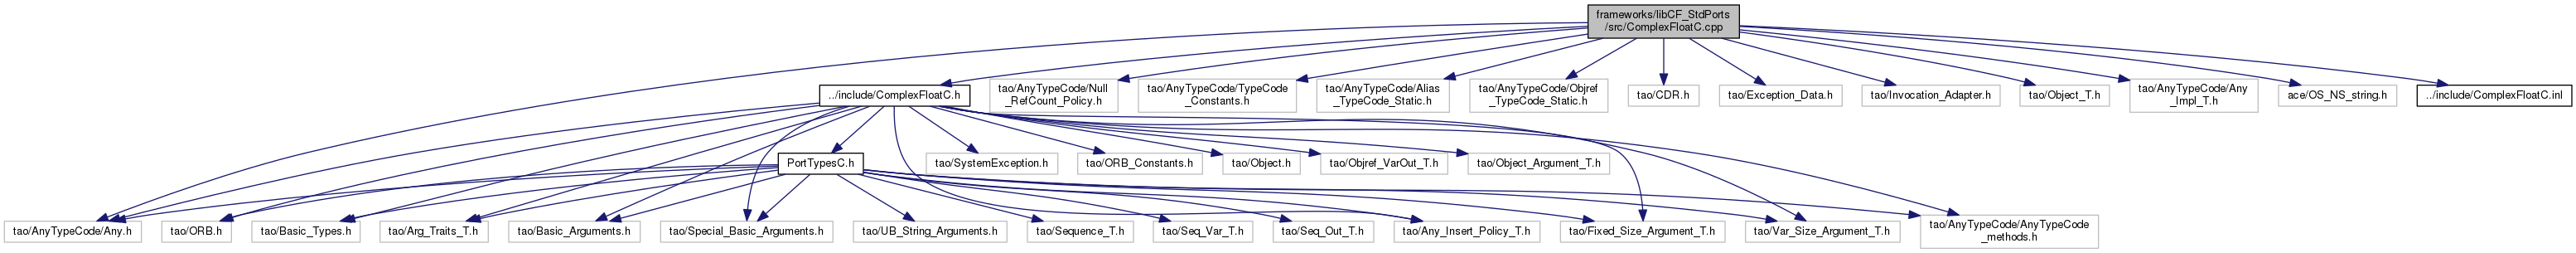 frameworks/libCF_StdPorts
/src/ComplexFloatC.cpp
../include/ComplexFloatC.h
tao/AnyTypeCode/Null
_RefCount_Policy.h
tao/AnyTypeCode/TypeCode
_Constants.h
tao/AnyTypeCode/Alias
_TypeCode_Static.h
tao/AnyTypeCode/Objref
_TypeCode_Static.h
tao/CDR.h
tao/Exception_Data.h
tao/Invocation_Adapter.h
tao/Object_T.h
tao/AnyTypeCode/Any
_Impl_T.h
ace/OS_NS_string.h
../include/ComplexFloatC.inl
PortTypesC.h
tao/SystemException.h
tao/ORB_Constants.h
tao/Object.h
tao/Objref_VarOut_T.h
tao/Object_Argument_T.h
tao/AnyTypeCode/Any.h
tao/ORB.h
tao/Basic_Types.h
tao/Arg_Traits_T.h
tao/Basic_Arguments.h
tao/Special_Basic_Arguments.h
tao/UB_String_Arguments.h
tao/Sequence_T.h
tao/Seq_Var_T.h
tao/Seq_Out_T.h
tao/Any_Insert_Policy_T.h
tao/Fixed_Size_Argument_T.h
tao/Var_Size_Argument_T.h
tao/AnyTypeCode/AnyTypeCode
_methods.h